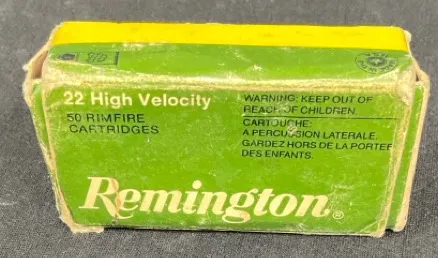 22 High Velocity
50 RIMFIRE
CARTRIDGES
WARNING: KEEP OUT OF
REACH OF CHILDREN.
CARTOUCHE:
A PERCUSSION LATERALE.
GARDEZ HORS DE LA PORTEE
DES ENFANTS.
Remington®